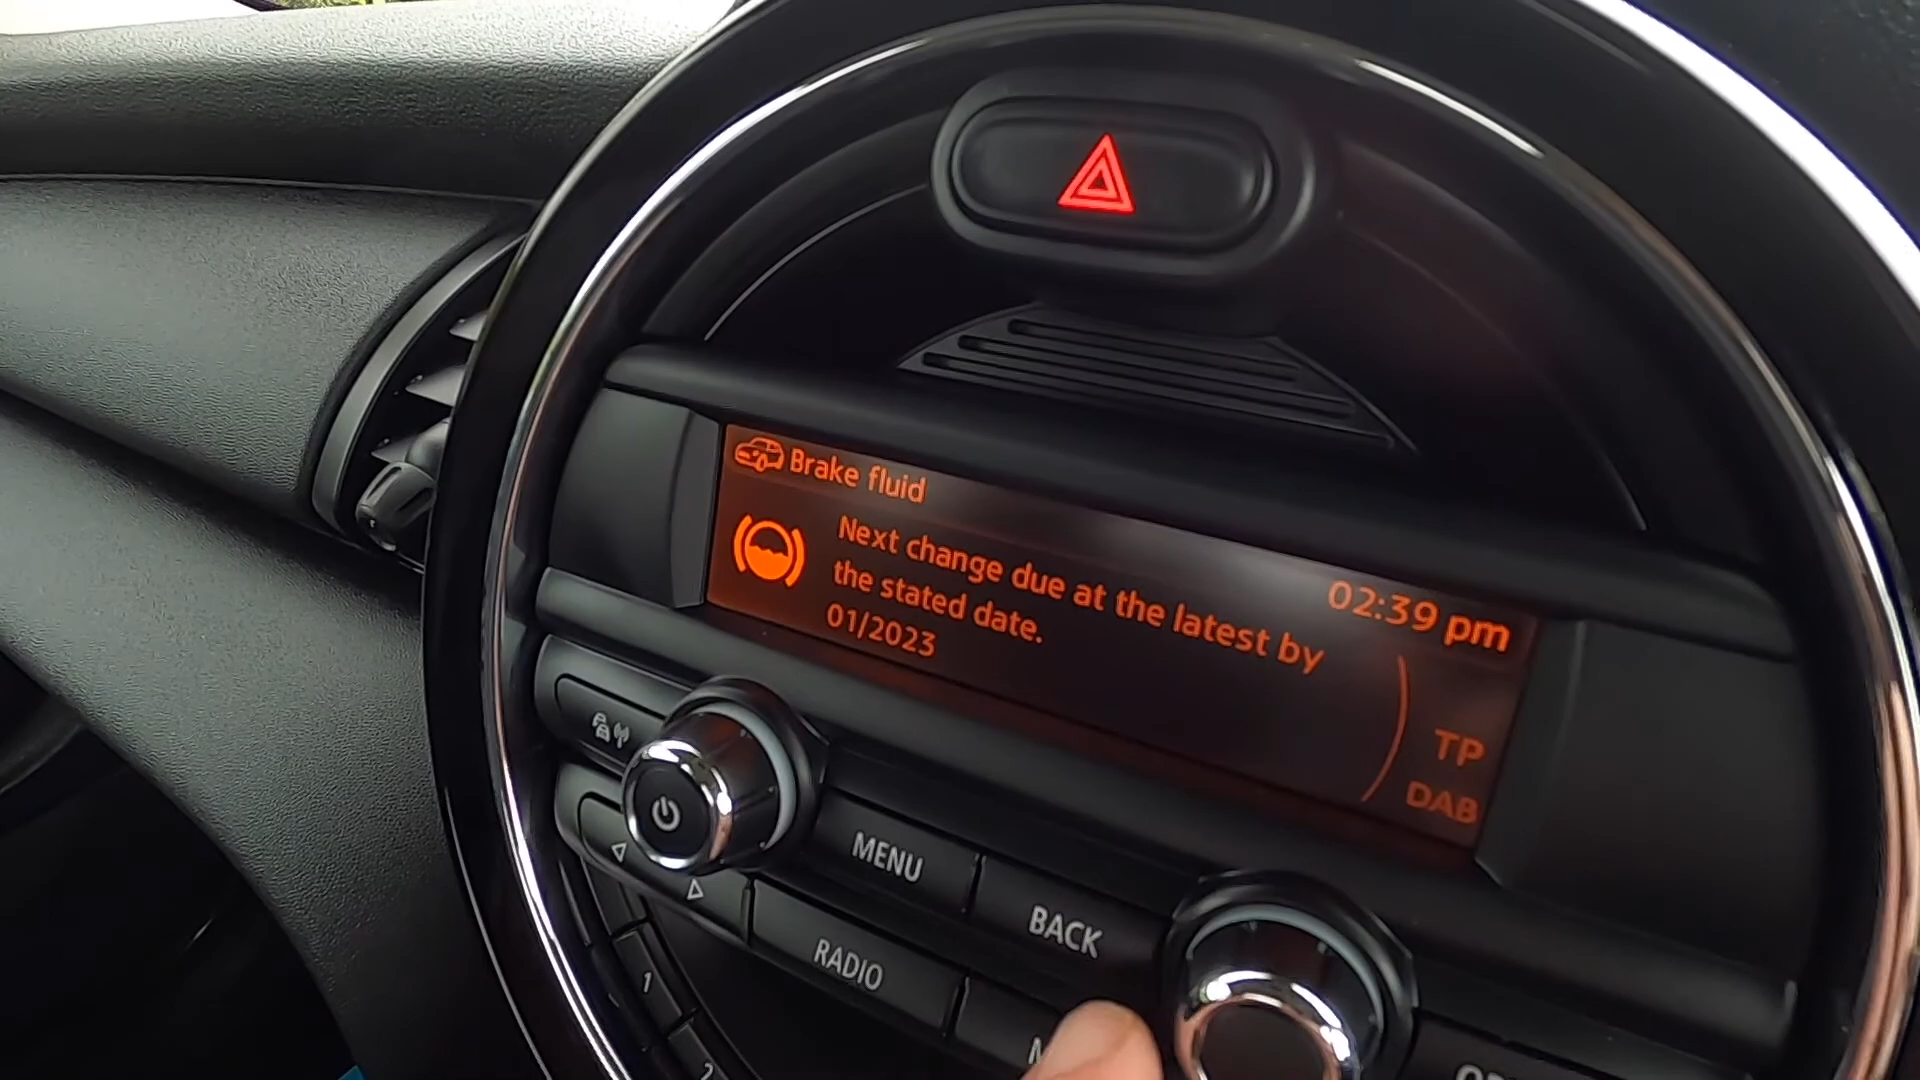 Brake fluid
02:39 pm
Next change due at the latest by
the stated date.
01/2023
TP
DAB
MENU
BACK
RADIO
1
2